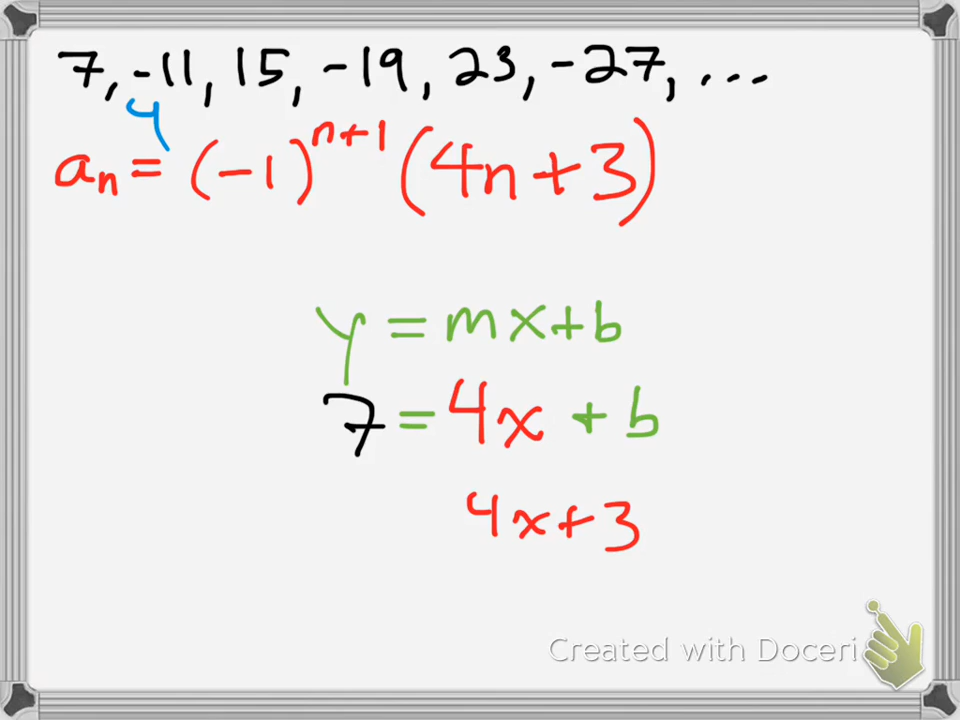 7, -11, 15, -19, 23, -27, ...
4
aₙ = (-1)ⁿ⁺¹ (4n+3)
y = mx+b
7 = 4x + b
4x+3
Created with Doceri